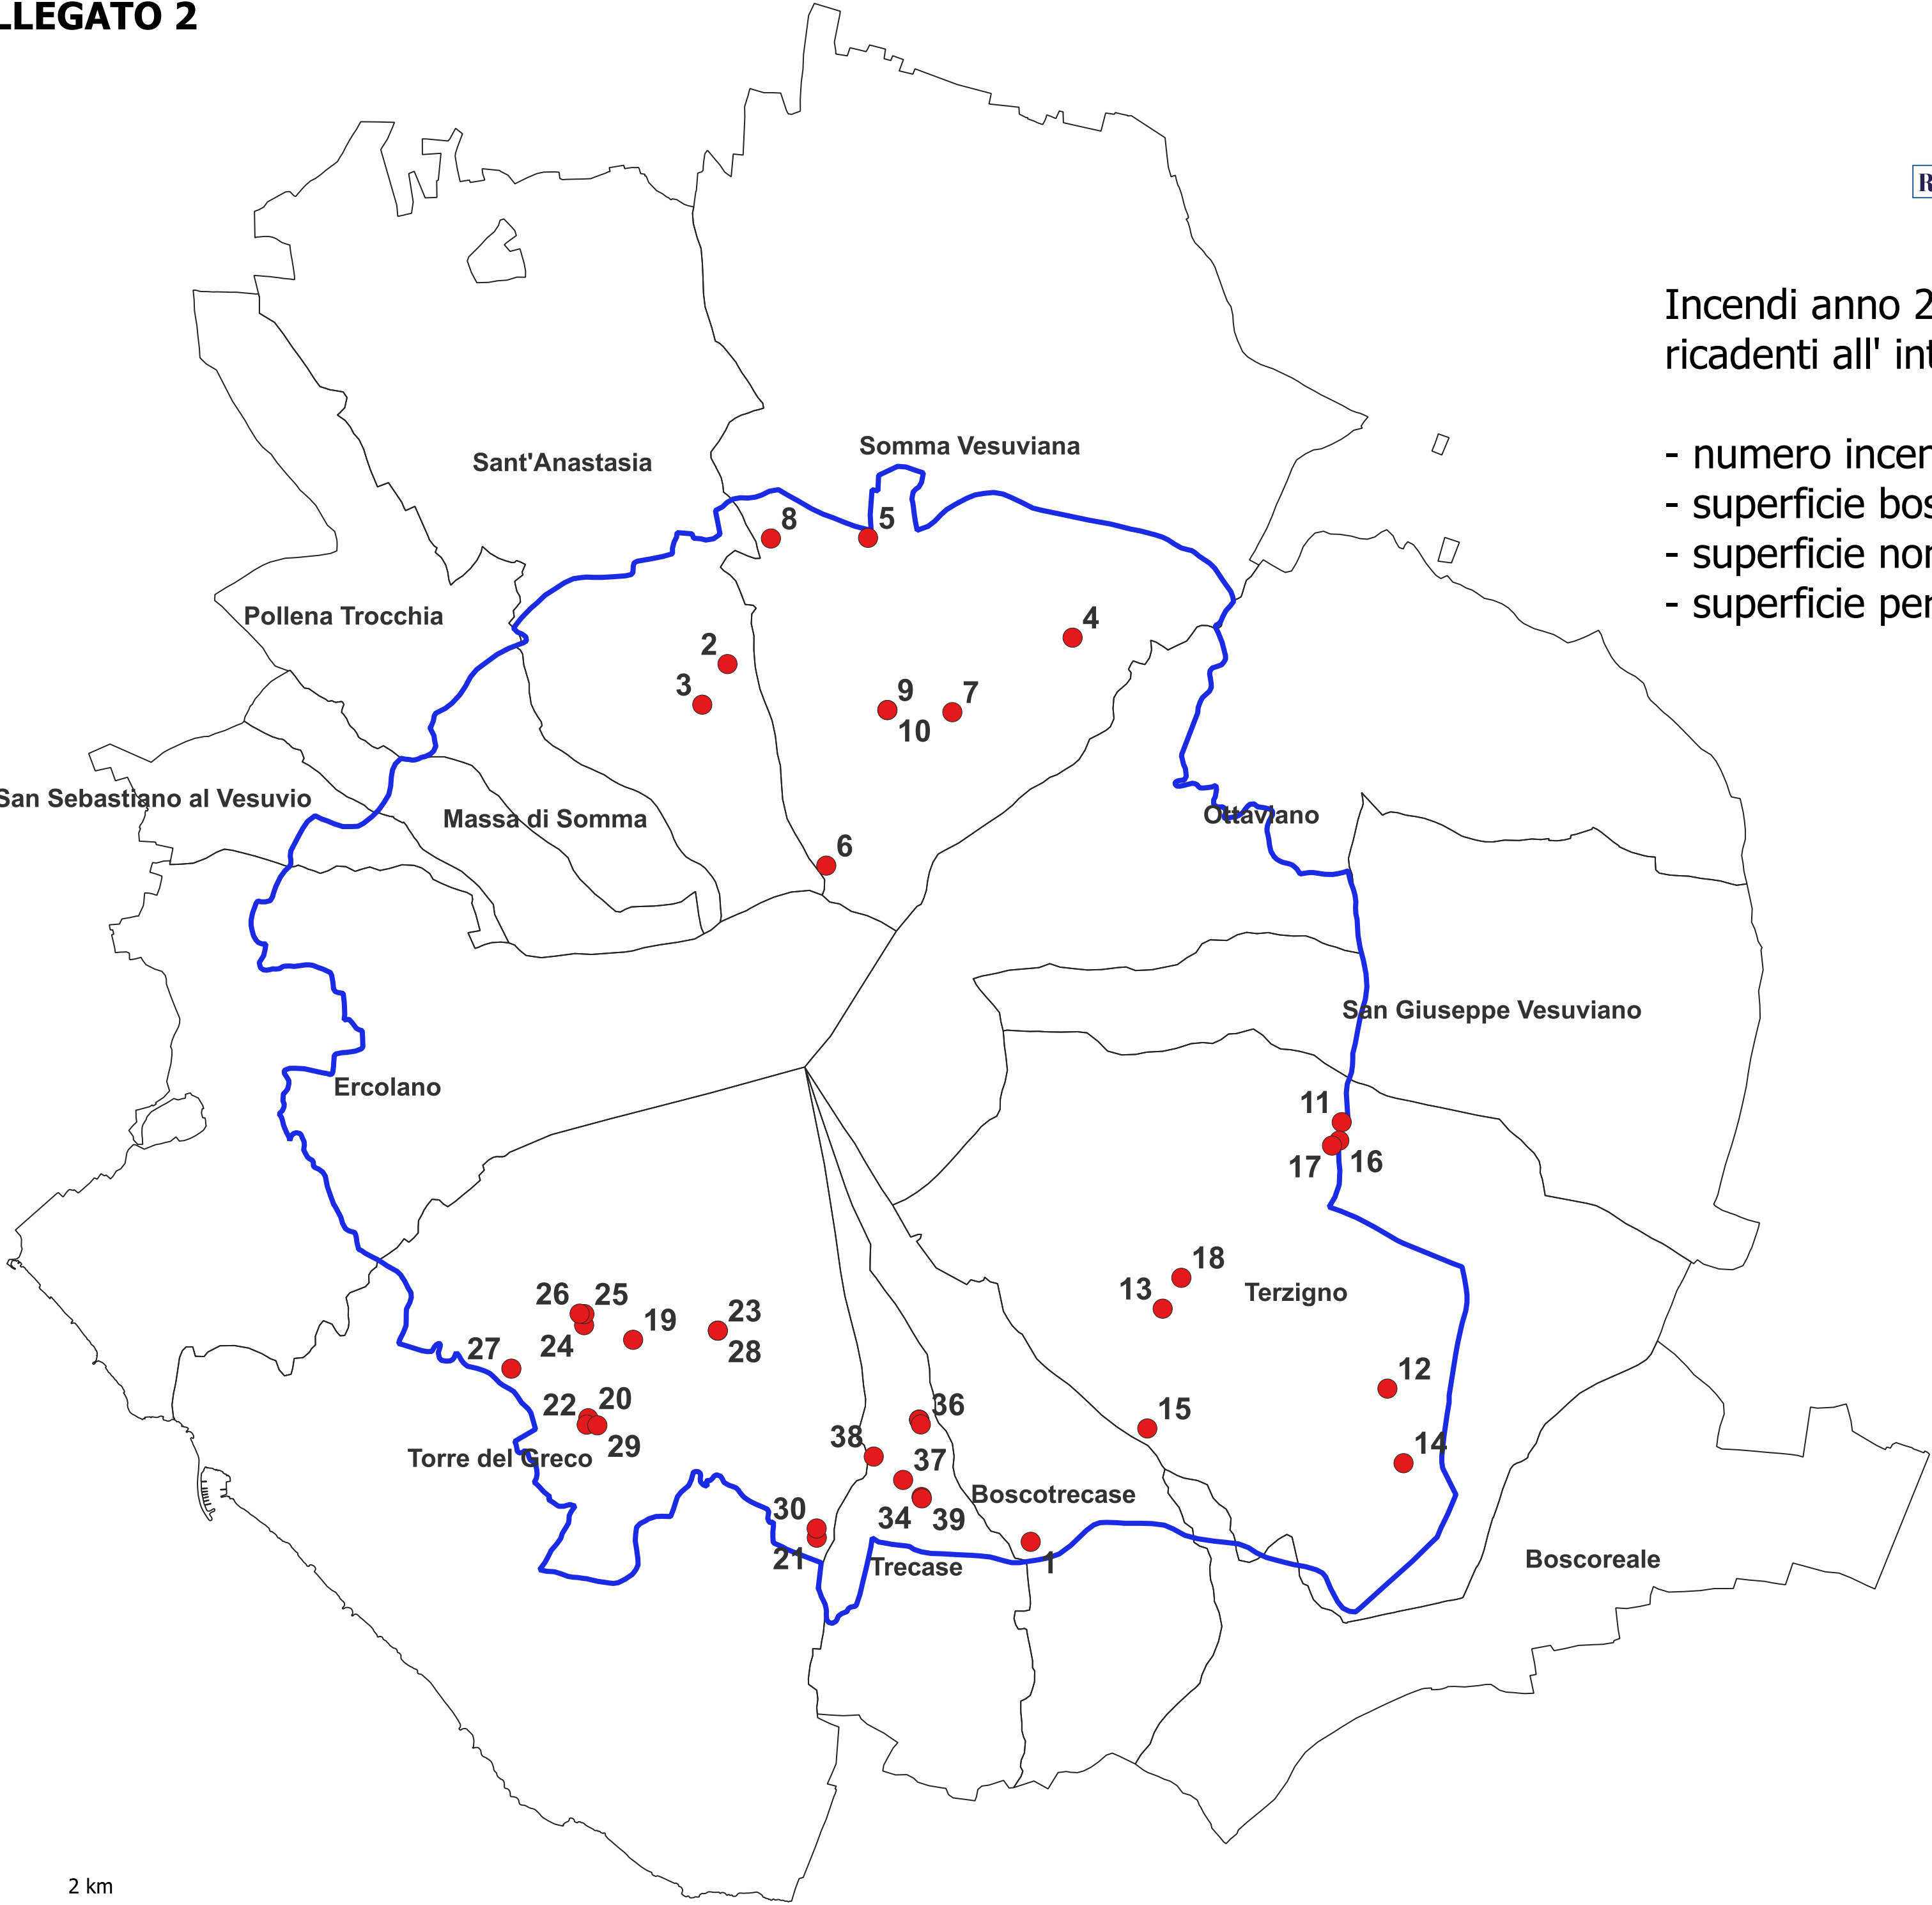 LLEGATO 2
R
Incendi anno 2
ricadenti all' int
- numero incen
- superficie bos
- superficie non
- superficie per
Sant'Anastasia
Somma Vesuviana
8
5
Pollena Trocchia
4
2
3
9
7
10
San Sebastiano al Vesuvio
Massa di Somma
Ottaviano
6
San Giuseppe Vesuviano
Ercolano
11
17
16
18
13
Terzigno
26
25
19
23
24
28
27
12
22
20
36
15
29
38
37
14
Torre del Greco
Boscotrecase
30
34
39
21
Trecase
1
Boscoreale
2 km